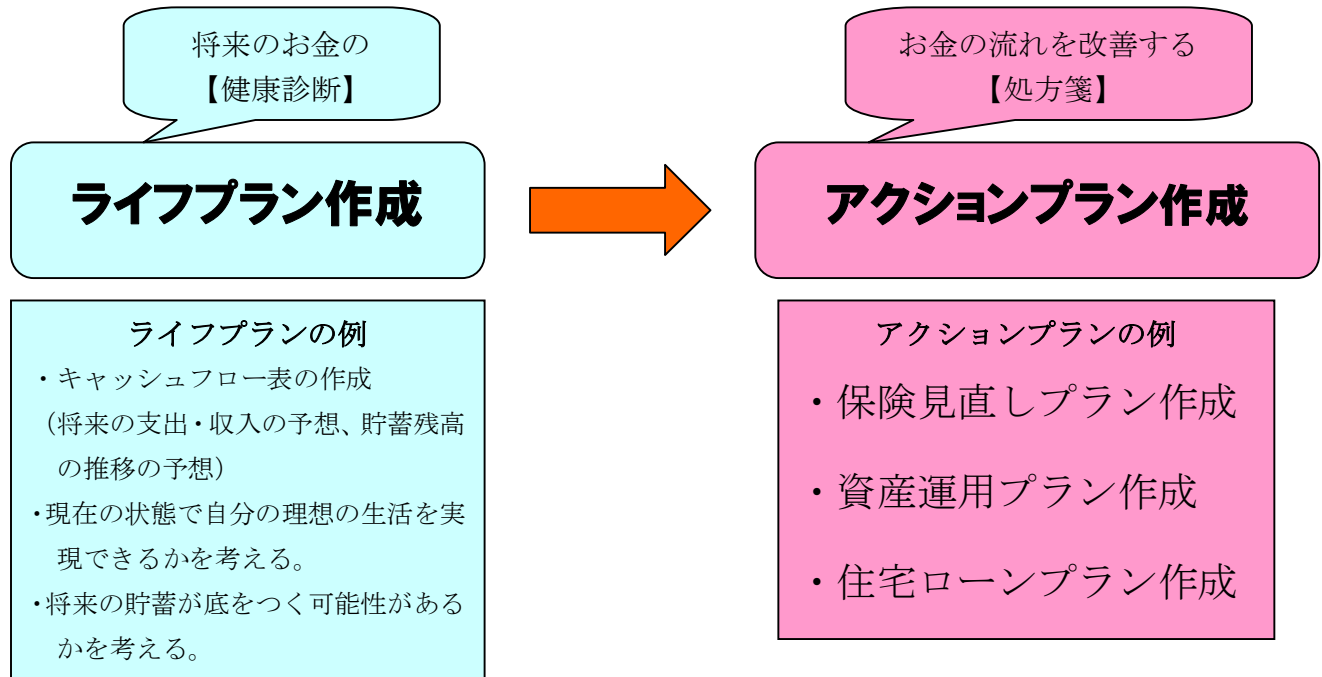 将来のお金の
【健康診断】
ライフプラン作成
ライフプランの例
・キャッシュフロー表の作成
（将来の支出・収入の予想、貯蓄残高
の推移の予想）
・現在の状態で自分の理想の生活を実
現できるかを考える。
・将来の貯蓄が底をつく可能性がある
かを考える。
お金の流れを改善する
【処方箋】
アクションプラン作成
アクションプランの例
・保険見直しプラン作成
・資産運用プラン作成
・住宅ローンプラン作成